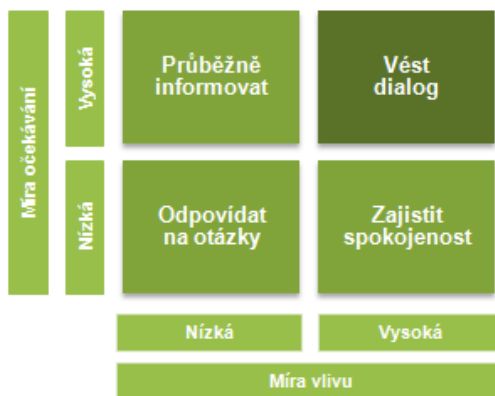 Míra očekávání
Vysoká
Průběžně
informovat
Vést
dialog
Nízká
Odpovídat
na otázky
Zajistit
spokojenost
Nízká
Vysoká
Míra vlivu